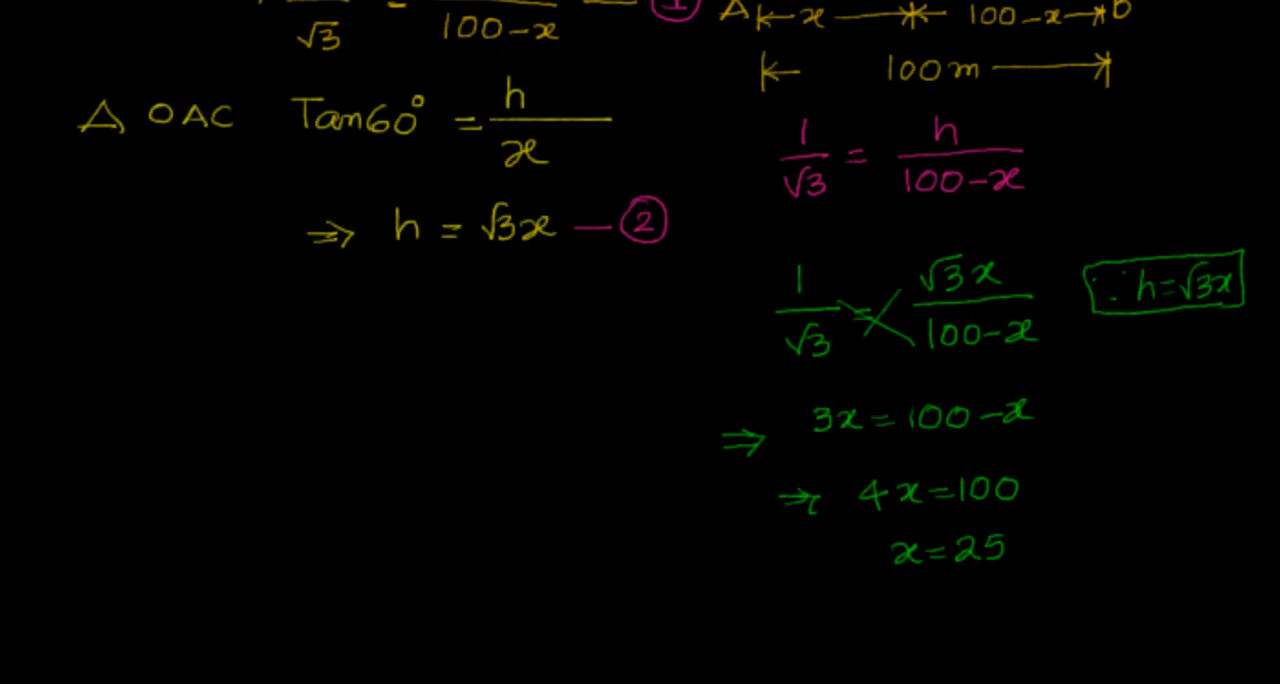 1/√3 = /100-x — ①
A x 100-x D
100m
△ OAC Tan60° = h/x
⇒ h = √3x — ②
1/√3 = h/100-x
1/√3 = √3x/100-x ∵ h=√3x
⇒ 3x = 100-x
⇒ 4x=100
x=25